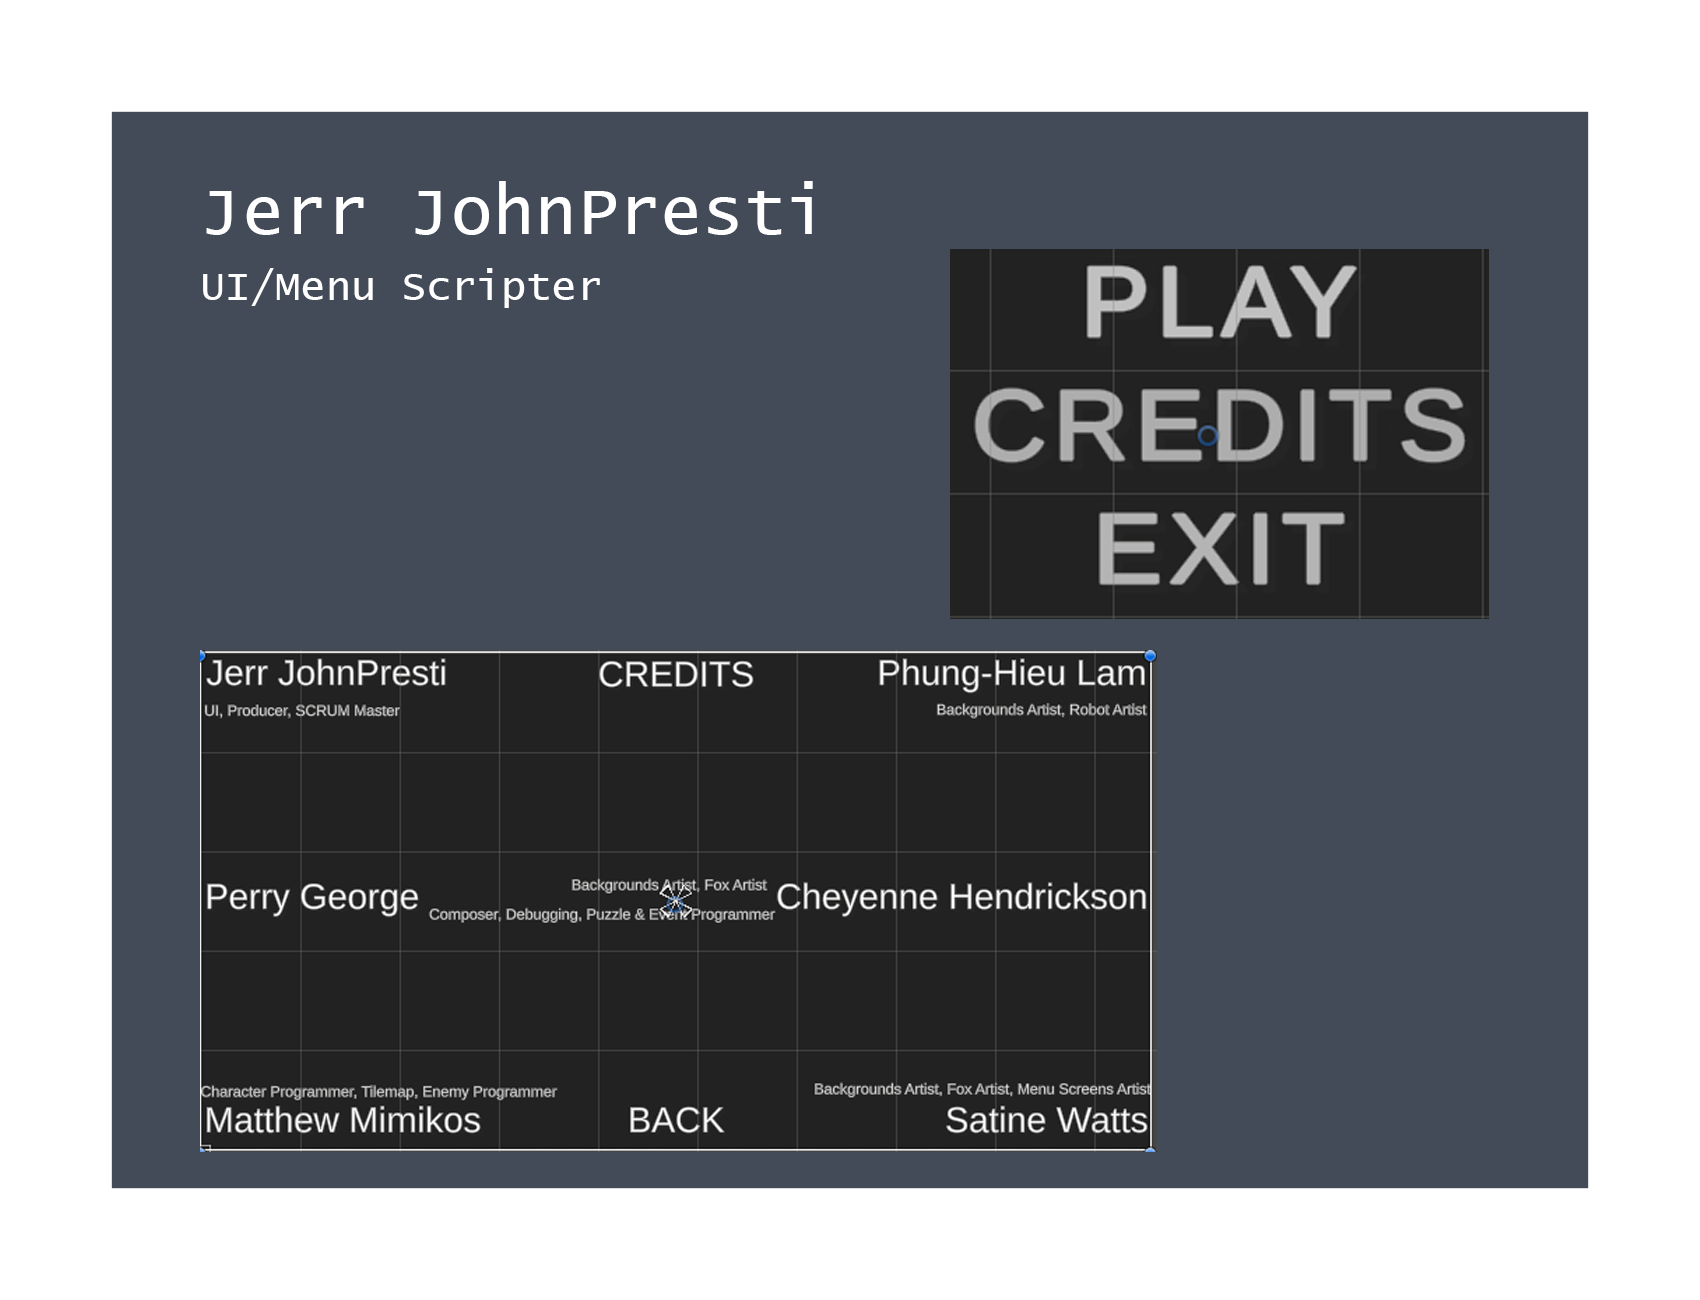 Jerr JohnPresti
UI/Menu Scripter
PLAY
CREDITS
EXIT
Jerr JohnPresti
CREDITS
Phung-Hieu Lam
UI, Producer, SCRUM Master
Backgrounds Artist, Robot Artist
Perry George
Backgrounds Artist, Fox Artist
Composer, Debugging, Puzzle & Event Programmer
Cheyenne Hendrickson
Character Programmer, Tilemap, Enemy Programmer
Backgrounds Artist, Fox Artist, Menu Screens Artist
Matthew Mimikos
BACK
Satine Watts